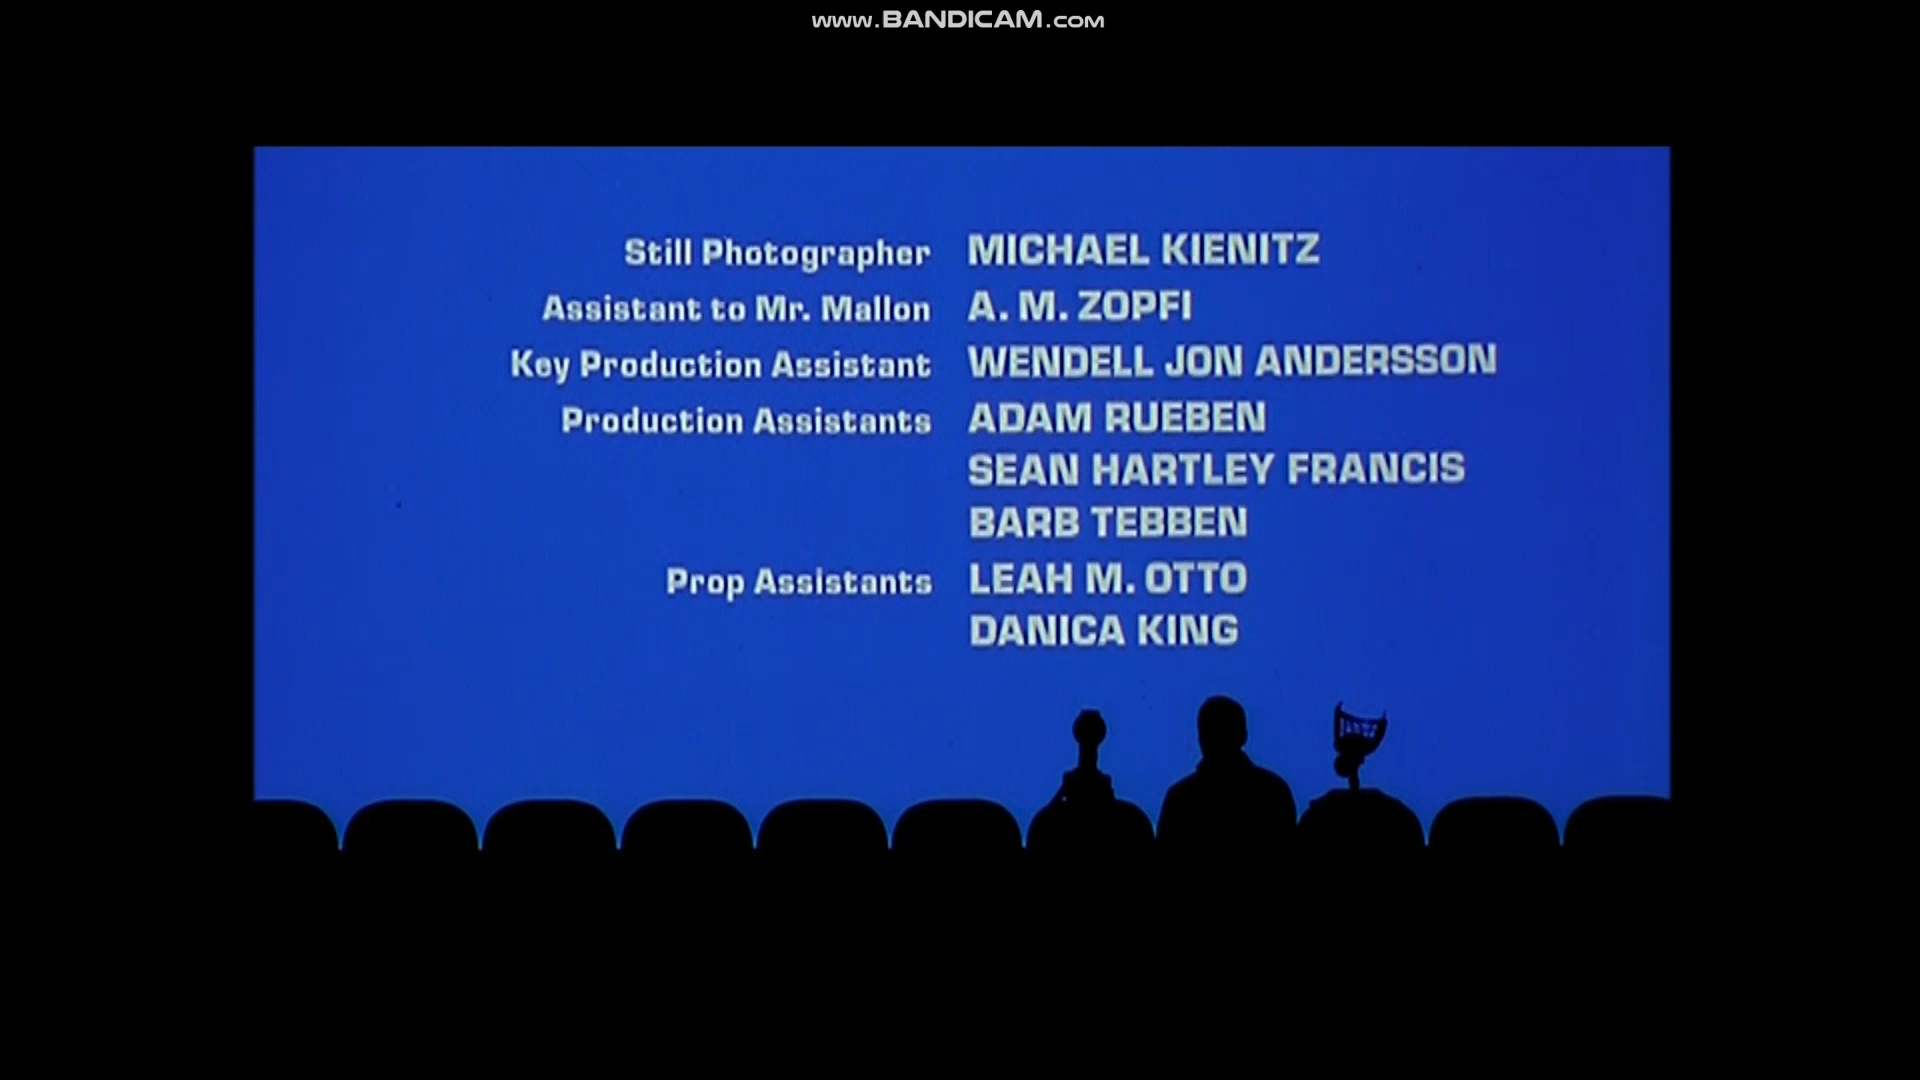 www.BANDICAM.com
Still Photographer MICHAEL KIENITZ
Assistant to Mr. Mallon A. M. ZOPFI
Key Production Assistant WENDELL JON ANDERSSON
Production Assistants ADAM RUEBEN
SEAN HARTLEY FRANCIS
BARB TEBBEN
Prop Assistants LEAH M. OTTO
DANICA KING